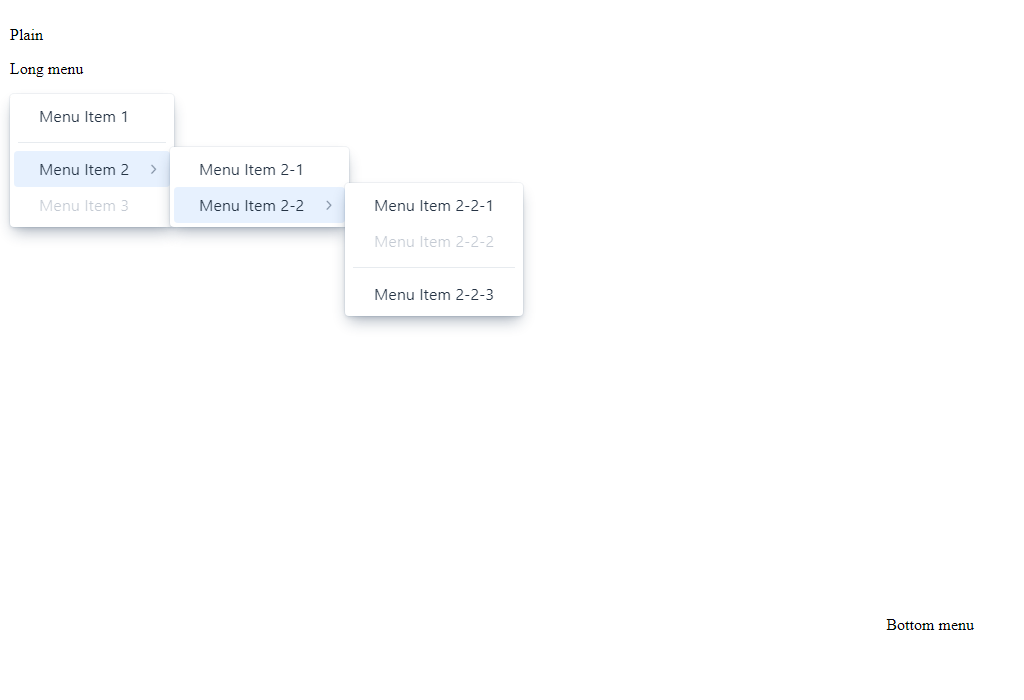 Plain
Long menu
Menu Item 1
Menu Item 2
Menu Item 3
Menu Item 2-1
Menu Item 2-2
Menu Item 2-2-1
Menu Item 2-2-2
Menu Item 2-2-3
Bottom menu